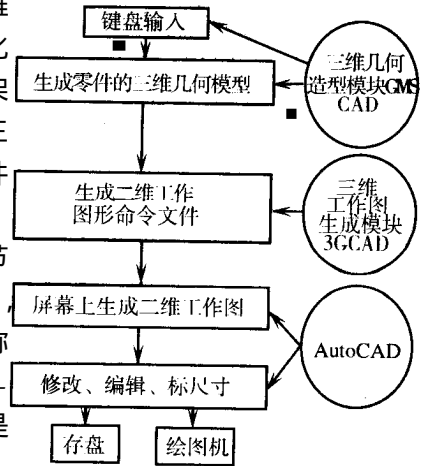 键盘输入
生成零件的三维几何模型
三维几何
造型模块GMS
CAD
生成二维工作
图形命令文件
三维
工作图
生成模块
3GCAD
屏幕上生成二维工作图
AutoCAD
修改、编辑、标尺寸
存盘
绘图机
是